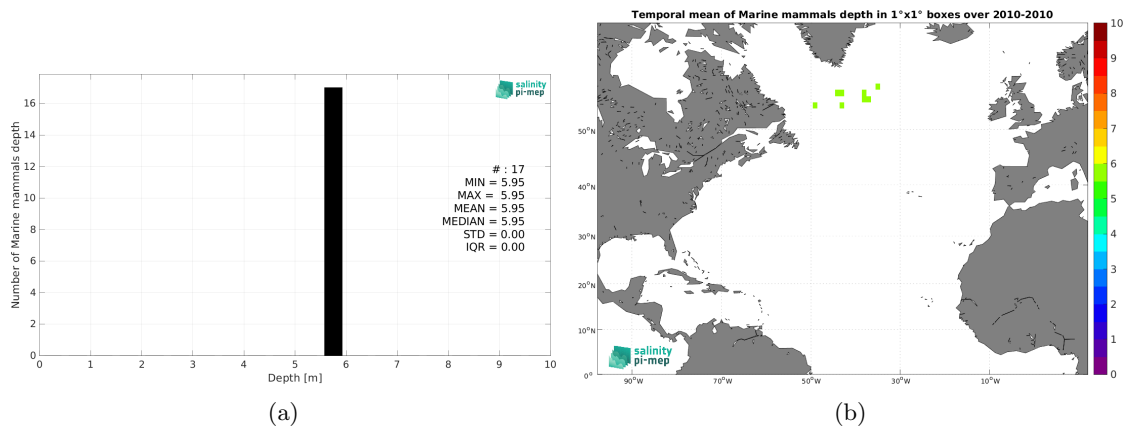 Temporal mean of Marine mammals depth in 1°x1° boxes over 2010-2010
salinity
pi-mep
Number of Marine mammals depth
16
14
12
10
8
6
4
2
0
# : 17
MIN = 5.95
MAX = 5.95
MEAN = 5.95
MEDIAN = 5.95
STD = 0.00
IQR = 0.00
0 1 2 3 4 5 6 7 8 9 10
Depth [m]
(a)
50°N
40°N
30°N
20°N
10°N
0°
90°W 70°W 50°W 30°W 10°W
salinity
pi-mep
10
9
8
7
6
5
4
3
2
1
0
(b)